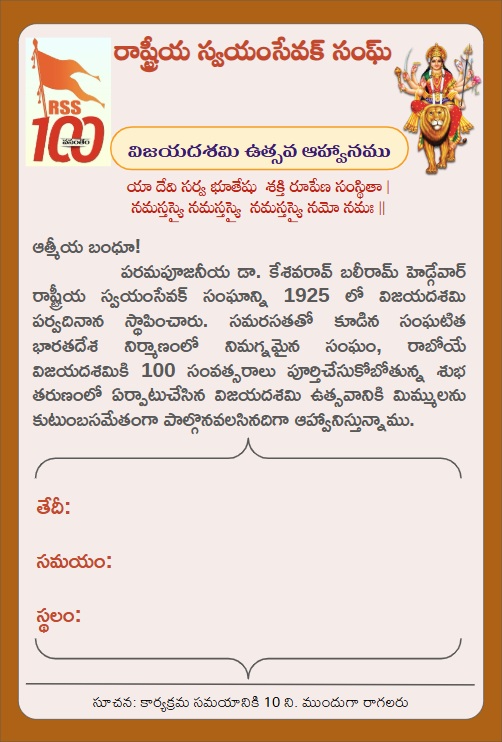 రాష్ట్రీయ స్వయంసేవక్ సంఘ్
RSS
100
వసంతం
విజయదశమి ఉత్సవ ఆహ్వానము
యా దేవి సర్వ భూతేషు శక్తి రూపేణ సంస్థితా |
నమస్తస్యై నమస్తస్యై నమస్తస్యై నమో నమః ||
ఆత్మీయ బంధూ!
పరమపూజనీయ డా. కేశవరావ్ బలీరామ్ హెడ్గేవార్
రాష్ట్రీయ స్వయంసేవక్ సంఘాన్ని 1925 లో విజయదశమి
పర్వదినాన స్థాపించారు. సమరసతతో కూడిన సంఘటిత
భారతదేశ నిర్మాణంలో నిమగ్నమైన సంఘం, రాబోయే
విజయదశమికి 100 సంవత్సరాలు పూర్తిచేసుకోబోతున్న శుభ
తరుణంలో ఏర్పాటుచేసిన విజయదశమి ఉత్సవానికి మిమ్ములను
కుటుంబసమేతంగా పాల్గొనవలసినదిగా ఆహ్వానిస్తున్నాము.
తేదీ:
సమయం:
స్థలం:
సూచన: కార్యక్రమ సమయానికి 10 ని. ముందుగా రాగలరు